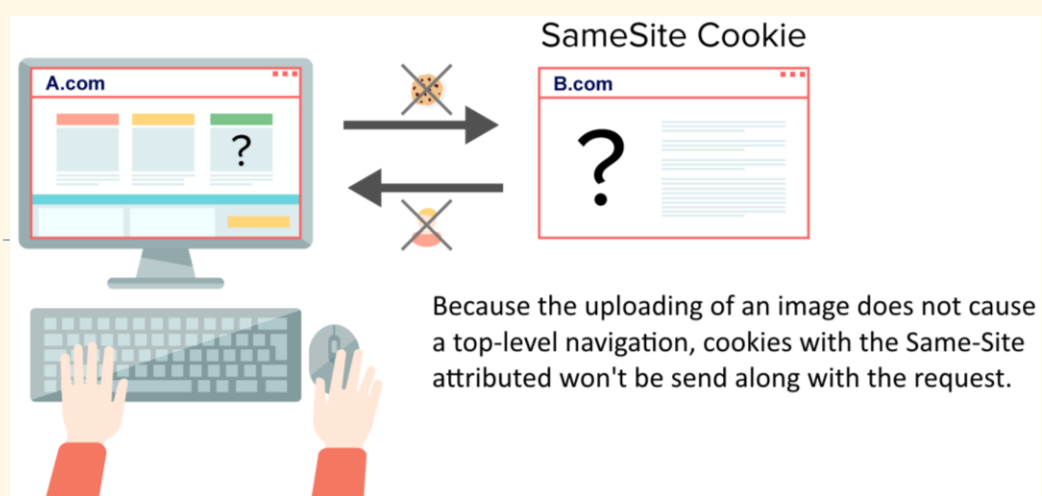 SameSite Cookie
A.com
B.com
?
?
Because the uploading of an image does not cause
a top-level navigation, cookies with the Same-Site
attributed won't be send along with the request.